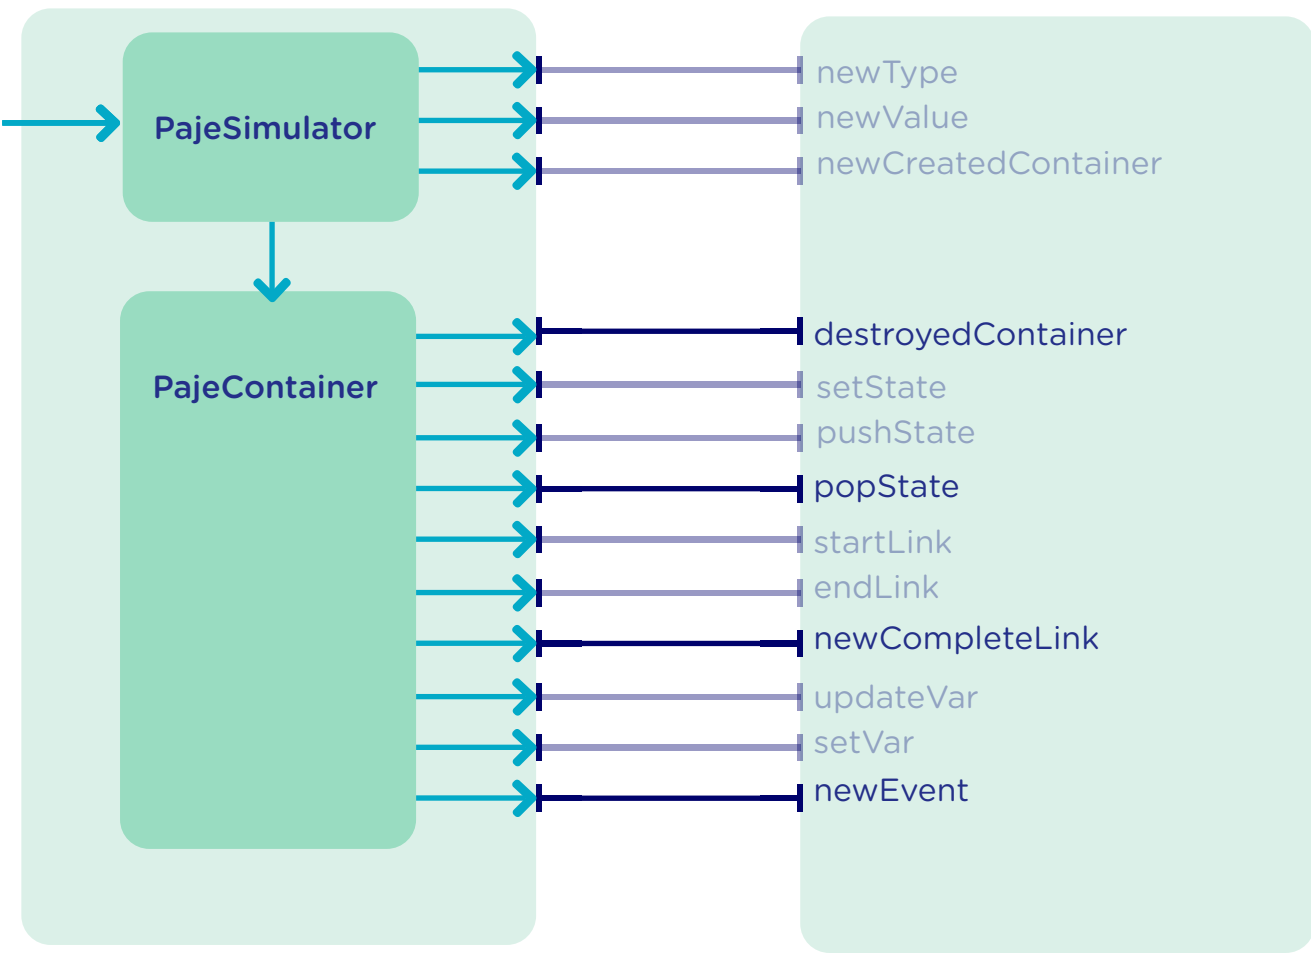 PajeSimulator
newType
newValue
newCreatedContainer
PajeContainer
destroyedContainer
setState
pushState
popState
startLink
endLink
newCompleteLink
updateVar
setVar
newEvent